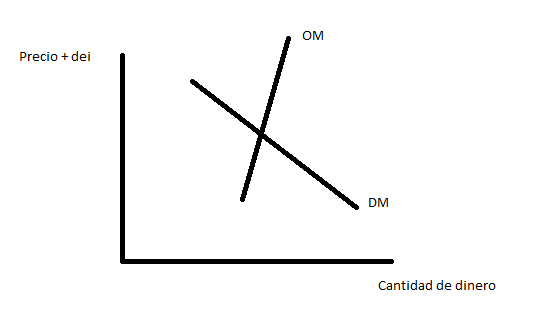 OM
Precio + dei
DM
Cantidad de dinero